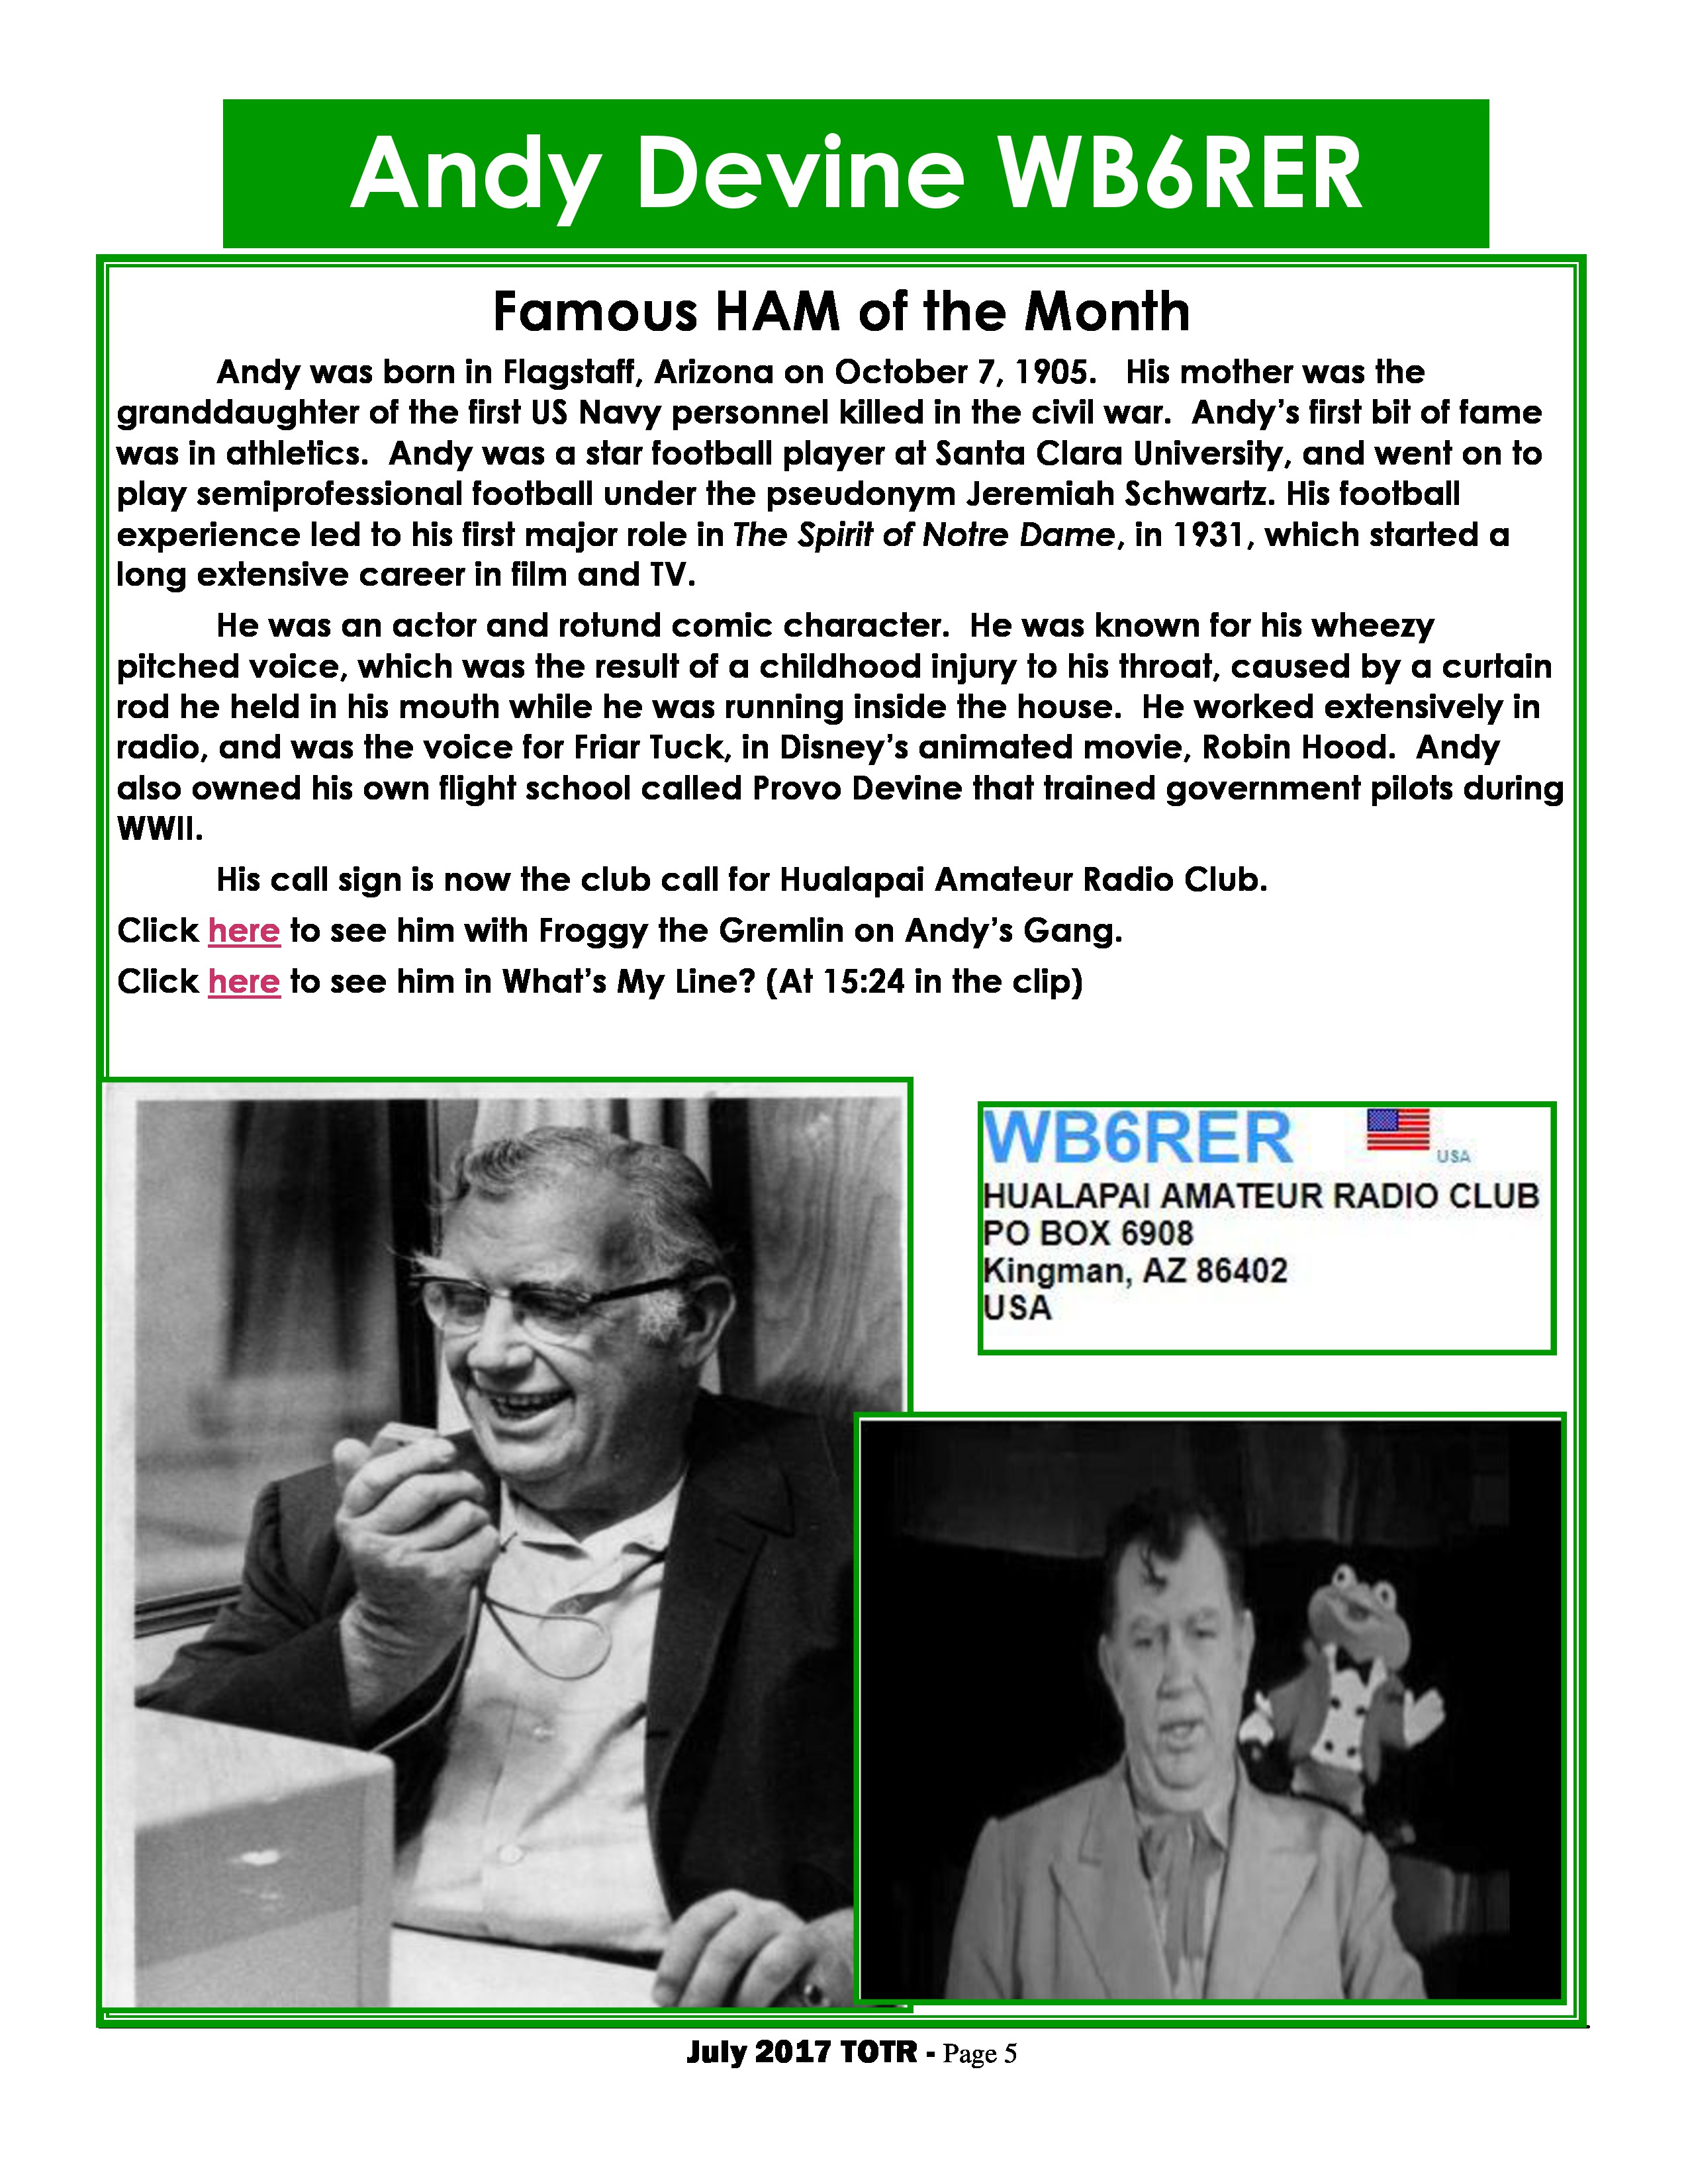 Andy Devine WB6RER
Famous HAM of the Month
Andy was born in Flagstaff, Arizona on October 7, 1905.   His mother was the
granddaughter of the first US Navy personnel killed in the civil war.  Andy’s first bit of fame
was in athletics.  Andy was a star football player at Santa Clara University, and went on to
play semiprofessional football under the pseudonym Jeremiah Schwartz. His football
experience led to his first major role in The Spirit of Notre Dame, in 1931, which started a
long extensive career in film and TV.
He was an actor and rotund comic character.  He was known for his wheezy
pitched voice, which was the result of a childhood injury to his throat, caused by a curtain
rod he held in his mouth while he was running inside the house.  He worked extensively in
radio, and was the voice for Friar Tuck, in Disney’s animated movie, Robin Hood.  Andy
also owned his own flight school called Provo Devine that trained government pilots during
WWII.
His call sign is now the club call for Hualapai Amateur Radio Club.
Click here to see him with Froggy the Gremlin on Andy’s Gang.
Click here to see him in What’s My Line? (At 15:24 in the clip)
WB6RER USA
HUALAPAI AMATEUR RADIO CLUB
PO BOX 6908
Kingman, AZ 86402
USA
July 2017 TOTR - Page 5